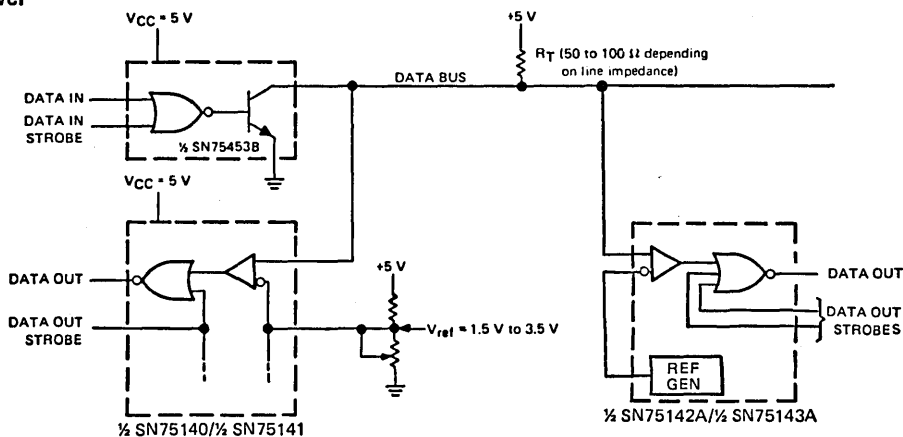 VCC = 5 V
+5 V
RT (50 to 100 Ω depending
on line impedance)
DATA BUS
DATA IN
DATA IN
STROBE
½ SN75453B
VCC = 5 V
+5 V
DATA OUT
DATA OUT
STROBE
Vref = 1.5 V to 3.5 V
DATA OUT
DATA OUT
STROBES
REF
GEN
½ SN75140/½ SN75141
½ SN75142A/½ SN75143A